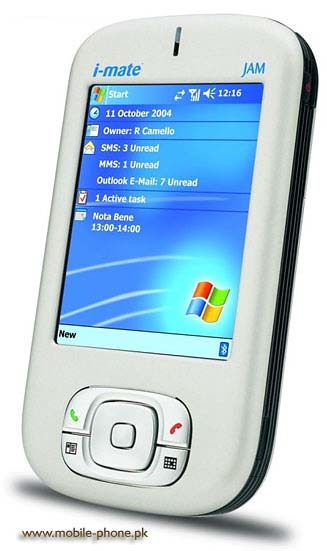 i-mate JAM
Start 12:16
11 October 2004
Owner: R Camello
SMS: 3 Unread
MMS: 1 Unread
Outlook E-Mail: 7 Unread
1 Active task
Nota Bene
13:00-14:00
New
www.mobile-phone.pk